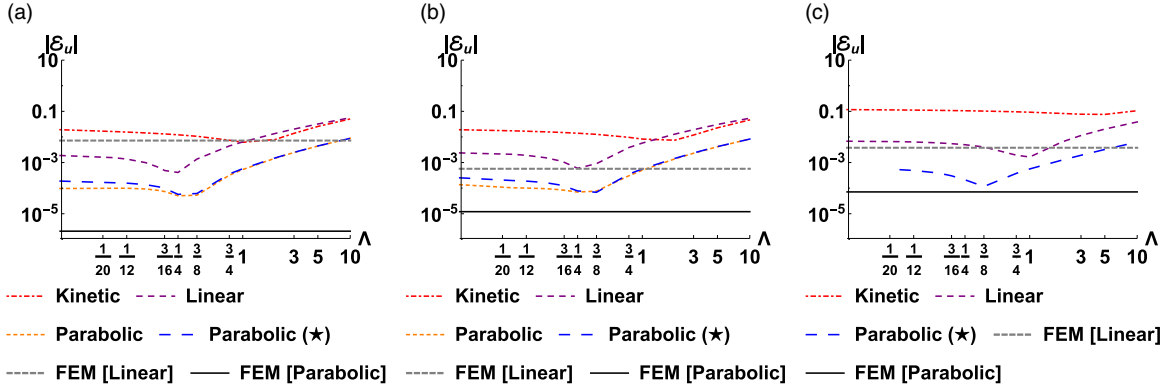 (a)
|ℰu|
10
0.1
10⁻³
10⁻⁵
1/20 1/12 3/16 1/4 3/8 3/4 1 3 5 10 Λ
Kinetic Linear
Parabolic Parabolic (★)
FEM [Linear] FEM [Parabolic]
(b)
|ℰu|
10
0.1
10⁻³
10⁻⁵
1/20 1/12 3/16 1/4 3/8 3/4 1 3 5 10 Λ
Kinetic Linear
Parabolic Parabolic (★)
FEM [Linear] FEM [Parabolic]
(c)
|ℰu|
10
0.1
10⁻³
10⁻⁵
1/20 1/12 3/16 1/4 3/8 3/4 1 3 5 10 Λ
Kinetic Linear
Parabolic (★) FEM [Linear]
FEM [Parabolic]